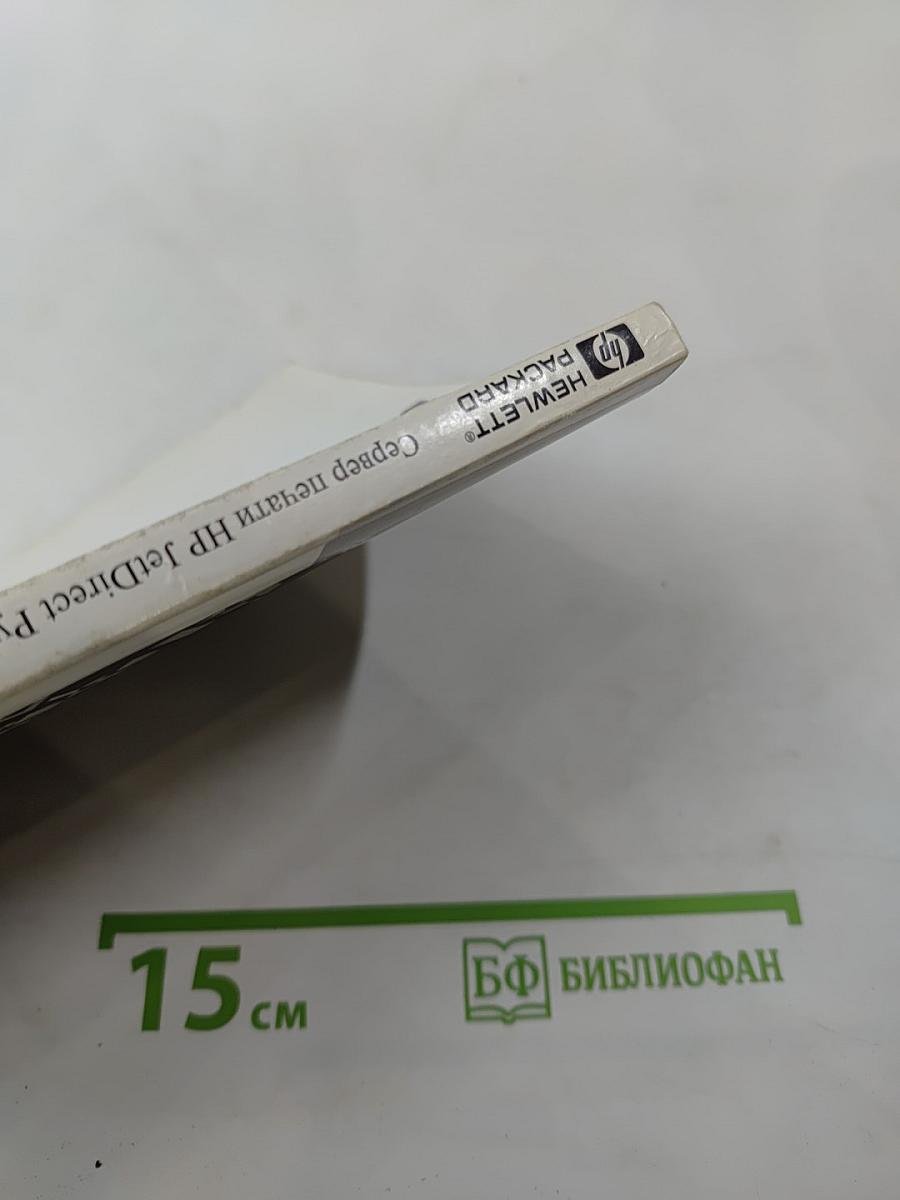 hp
HEWLETT®
PACKARD
Сервер печати HP JetDirect
15 см
БФ БИБЛИОФАН